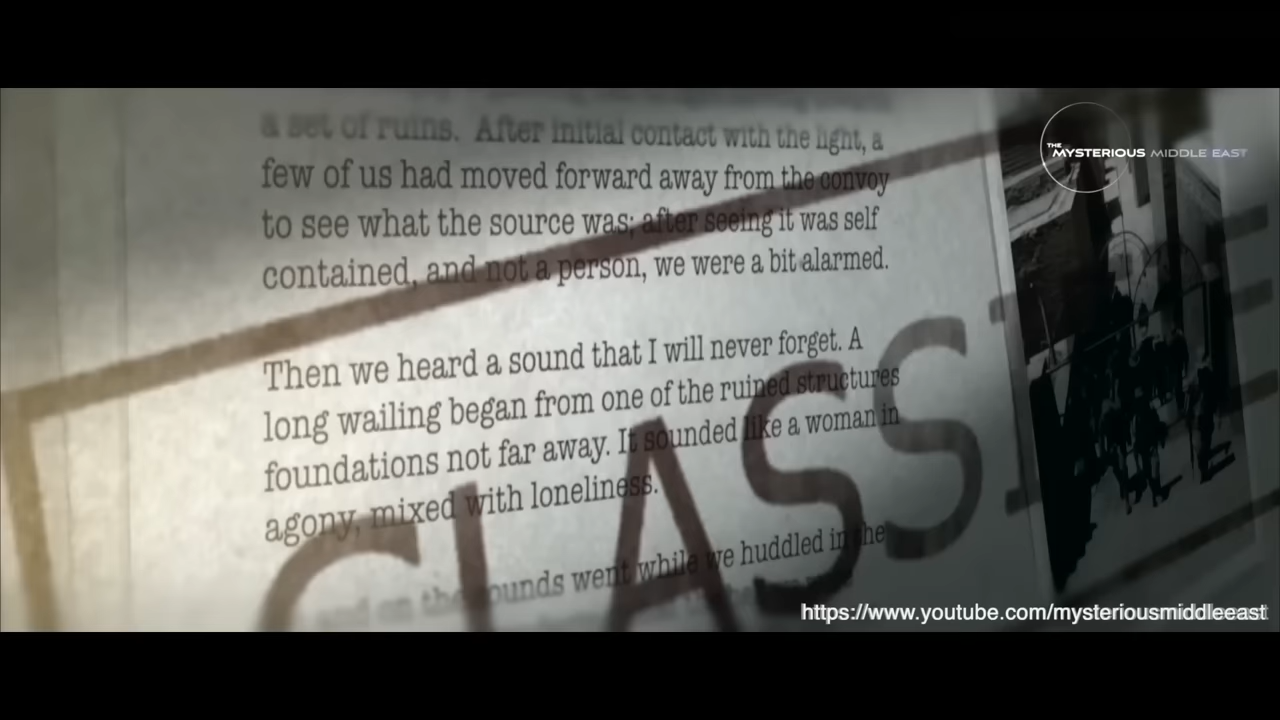 a set of ruins. After initial contact with the light, a
few of us had moved forward away from the convoy
to see what the source was; after seeing it was self
contained, and not a person, we were a bit alarmed.
Then we heard a sound that I will never forget. A
long wailing began from one of the ruined structures
foundations not far away. It sounded like a woman in
agony, mixed with loneliness.
on the sounds went while we huddled in the
CLASSI
THE
MYSTERIOUS MIDDLE EAST
https://www.youtube.com/mysteriousmiddleeast